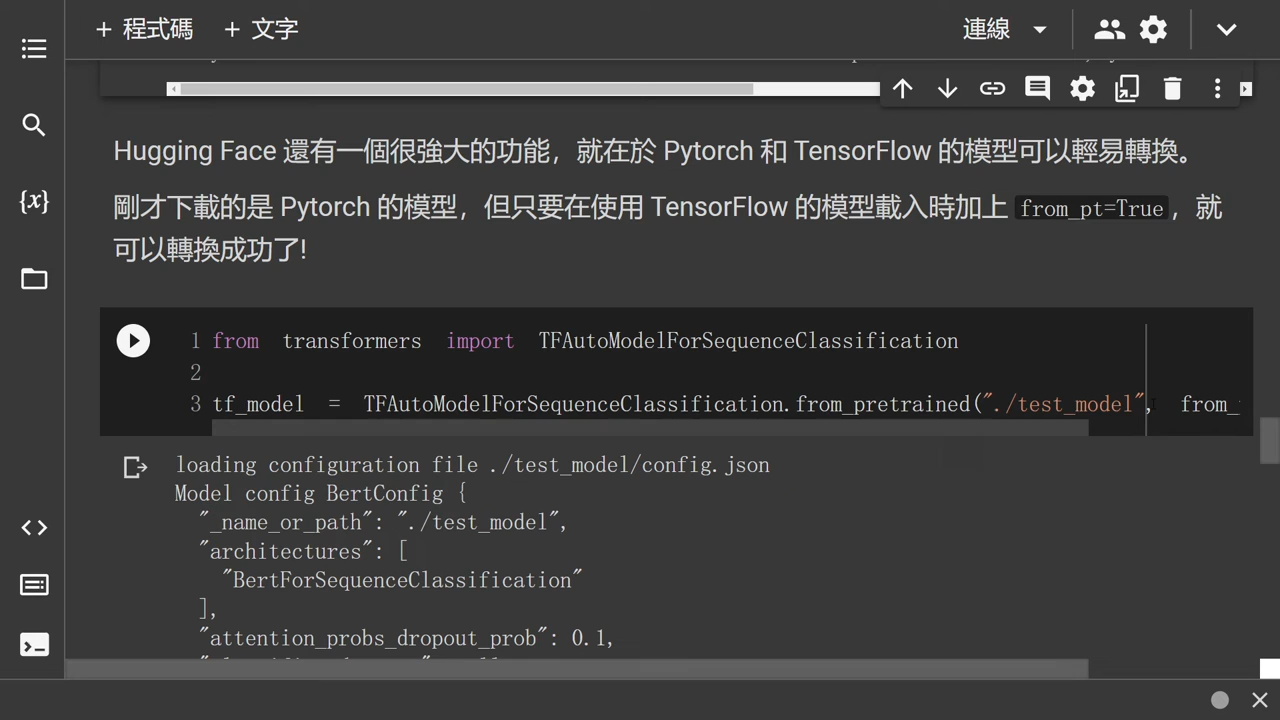 + 程式碼 + 文字 連線
Hugging Face 還有一個很強大的功能，就在於 Pytorch 和 TensorFlow 的模型可以輕易轉換。
剛才下載的是 Pytorch 的模型，但只要在使用 TensorFlow 的模型載入時加上 from_pt=True，就
可以轉換成功了!
{x}
1 from transformers import TFAutoModelForSequenceClassification
2
3 tf_model = TFAutoModelForSequenceClassification.from_pretrained("./test_model", from_
loading configuration file ./test_model/config.json
Model config BertConfig {
"_name_or_path": "./test_model",
"architectures": [
"BertForSequenceClassification"
],
"attention_probs_dropout_prob": 0.1,